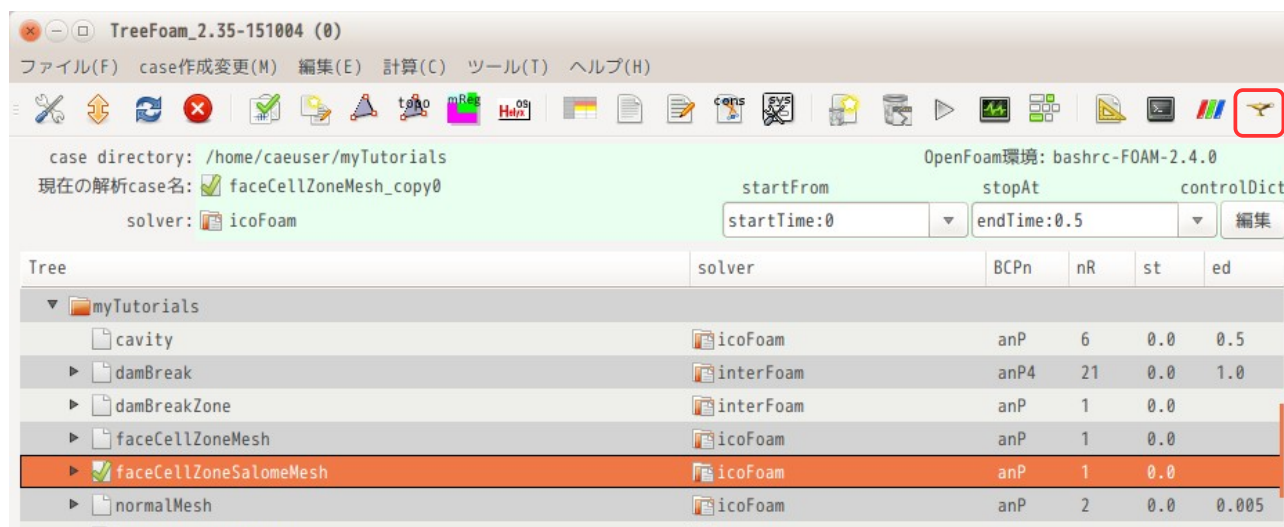 TreeFoam_2.35-151004 (0)
ファイル(F) case作成変更(M) 編集(E) 計算(C) ツール(T) ヘルプ(H)
topo mReg Helyx OS cons SYS
case directory: /home/caeuser/myTutorials OpenFoam環境: bashrc-FOAM-2.4.0
現在の解析case名: faceCellZoneMesh_copy0 startFrom stopAt controlDict
solver: icoFoam startTime:0 endTime:0.5 編集
Tree solver BCPn nR st ed
myTutorials
cavity icoFoam anP 6 0.0 0.5
damBreak interFoam anP4 21 0.0 1.0
damBreakZone interFoam anP 1 0.0
faceCellZoneMesh icoFoam anP 1 0.0
faceCellZoneSalomeMesh icoFoam anP 1 0.0
normalMesh icoFoam anP 2 0.0 0.005